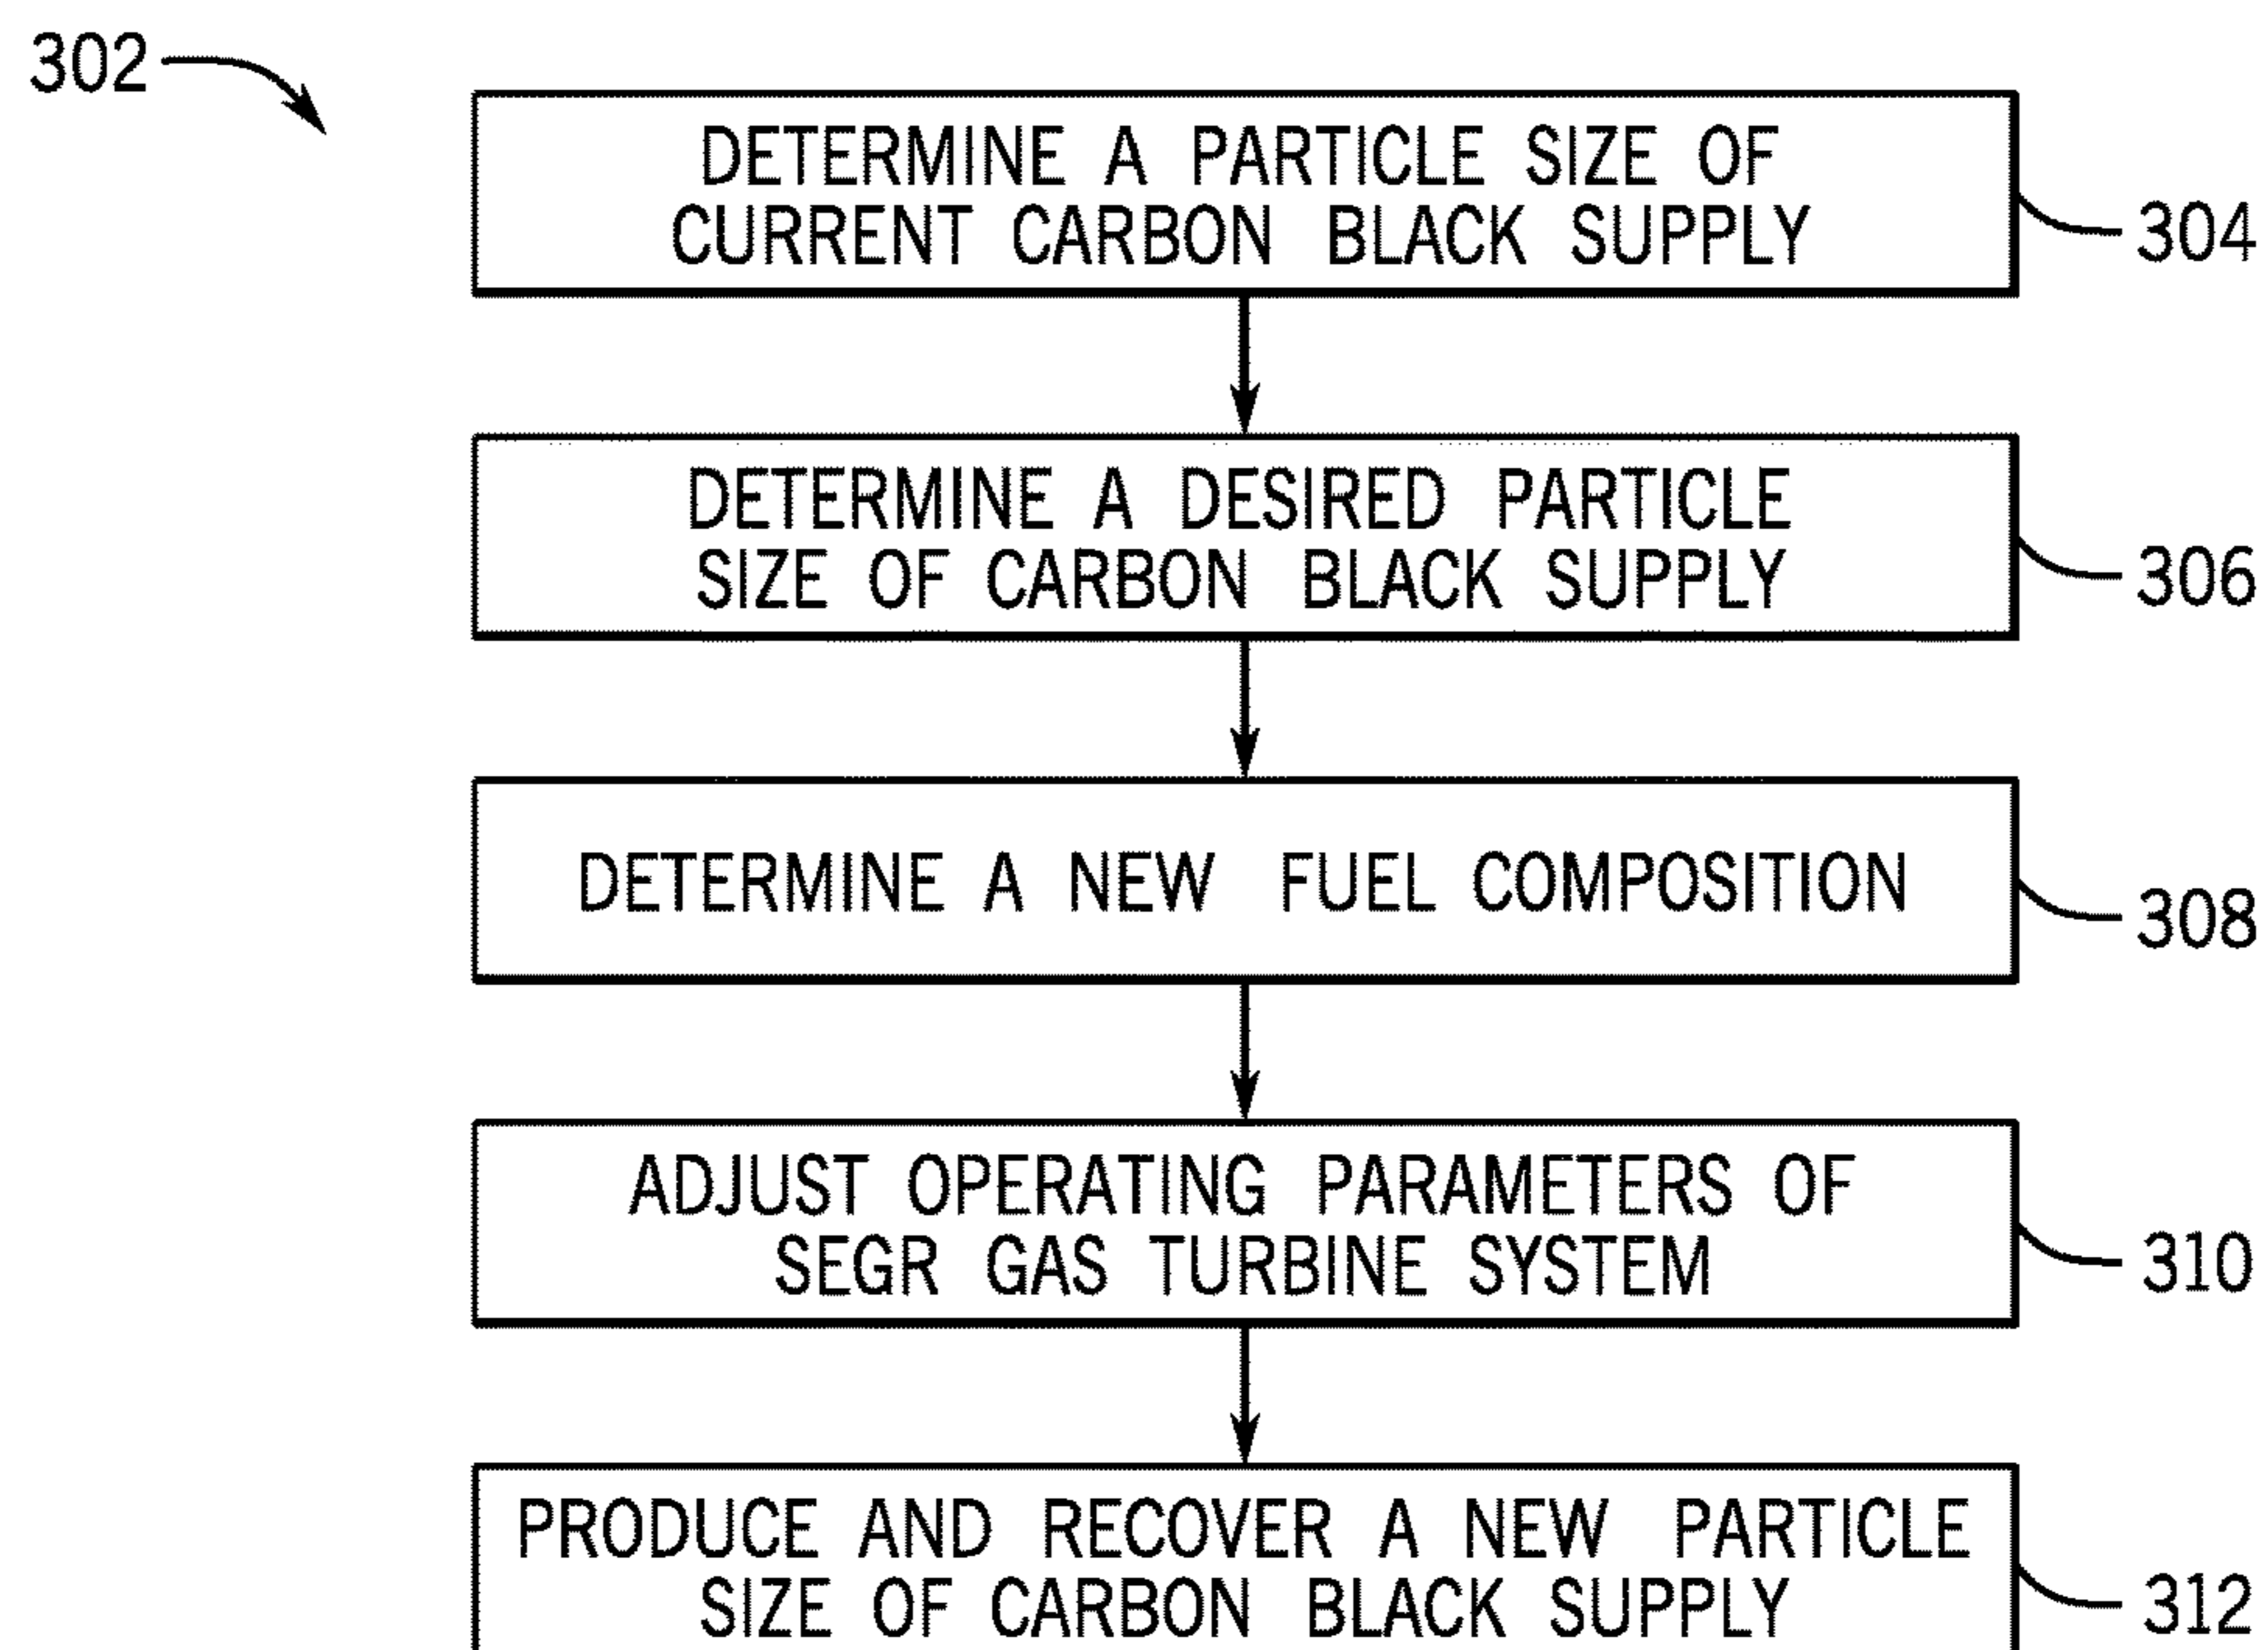 302
DETERMINE A PARTICLE SIZE OF
CURRENT CARBON BLACK SUPPLY
304
DETERMINE A DESIRED PARTICLE
SIZE OF CARBON BLACK SUPPLY
306
DETERMINE A NEW FUEL COMPOSITION
308
ADJUST OPERATING PARAMETERS OF
SEGR GAS TURBINE SYSTEM
310
PRODUCE AND RECOVER A NEW PARTICLE
SIZE OF CARBON BLACK SUPPLY
312